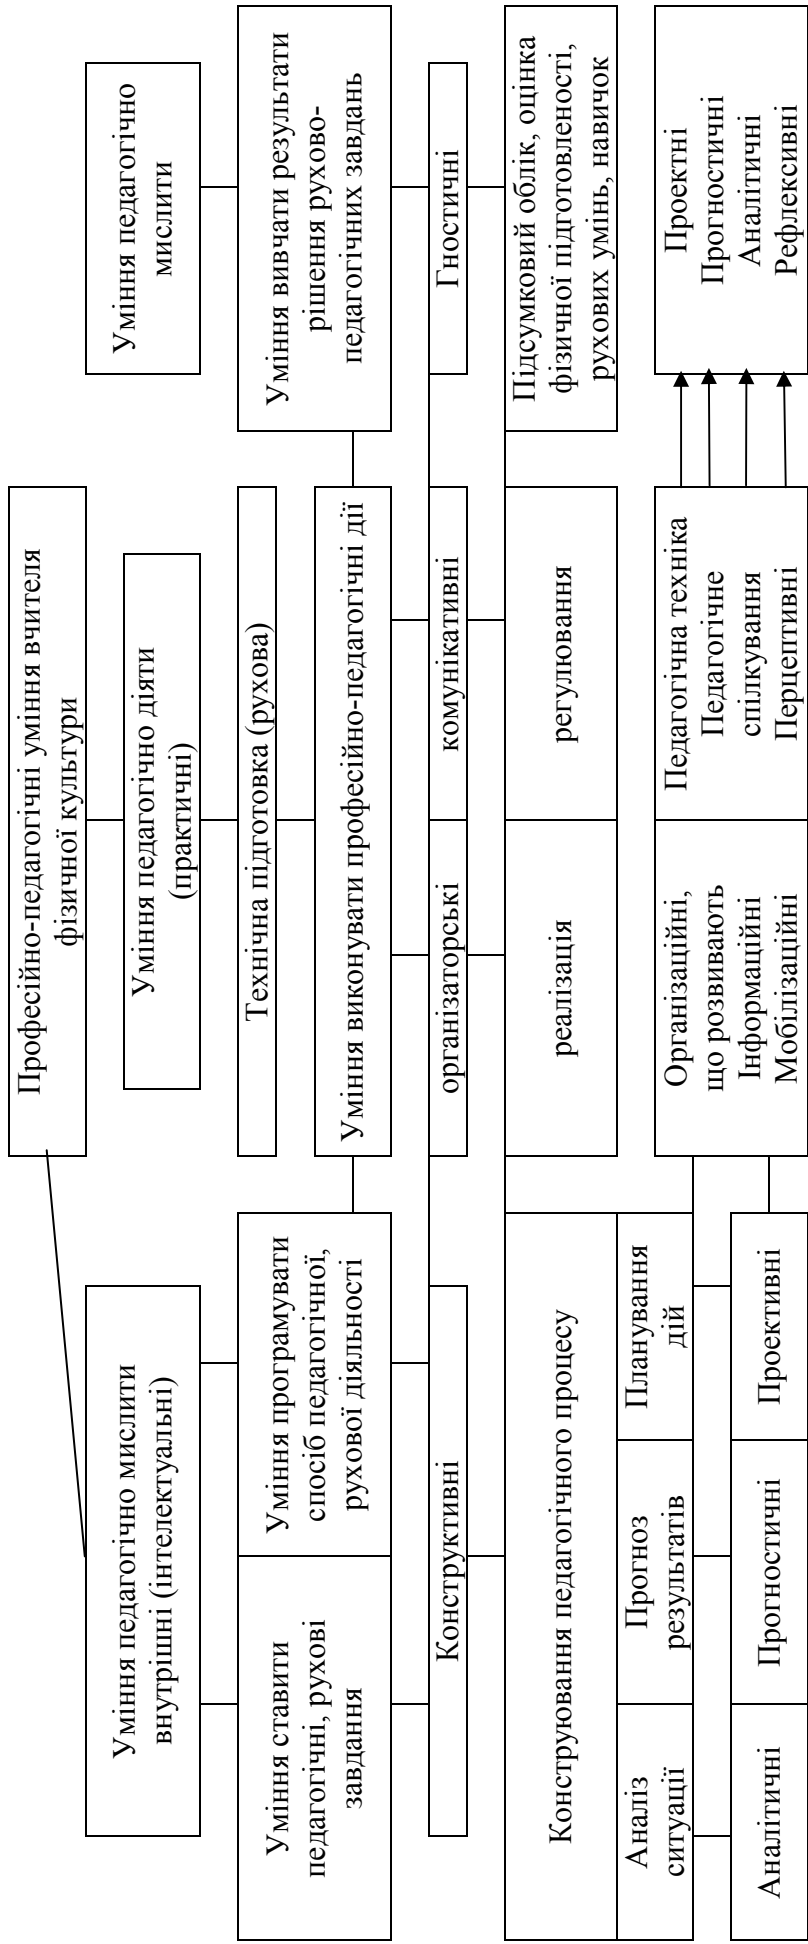 Професійно-педагогічні уміння вчителя
фізичної культури
Уміння педагогічно мислити
внутрішні (інтелектуальні)
Уміння педагогічно діяти
(практичні)
Уміння педагогічно
мислити
Уміння ставити
педагогічні, рухові
завдання
Уміння програмувати
спосіб педагогічної,
рухової діяльності
Технічна підготовка (рухова)
Уміння виконувати професійно-педагогічні дії
Уміння вивчати результати
рішення рухово-
педагогічних завдань
Конструктивні
організаторські
комунікативні
Гностичні
Конструювання педагогічного процесу
реалізація
регулювання
Підсумковий облік, оцінка
фізичної підготовленості,
рухових умінь, навичок
Аналіз
ситуації
Прогноз
результатів
Планування
дій
Аналітичні
Прогностичні
Проективні
Організаційні,
що розвивають
Інформаційні
Мобілізаційні
Педагогічна техніка
Педагогічне
спілкування
Перцептивні
Проектні
Прогностичні
Аналітичні
Рефлексивні